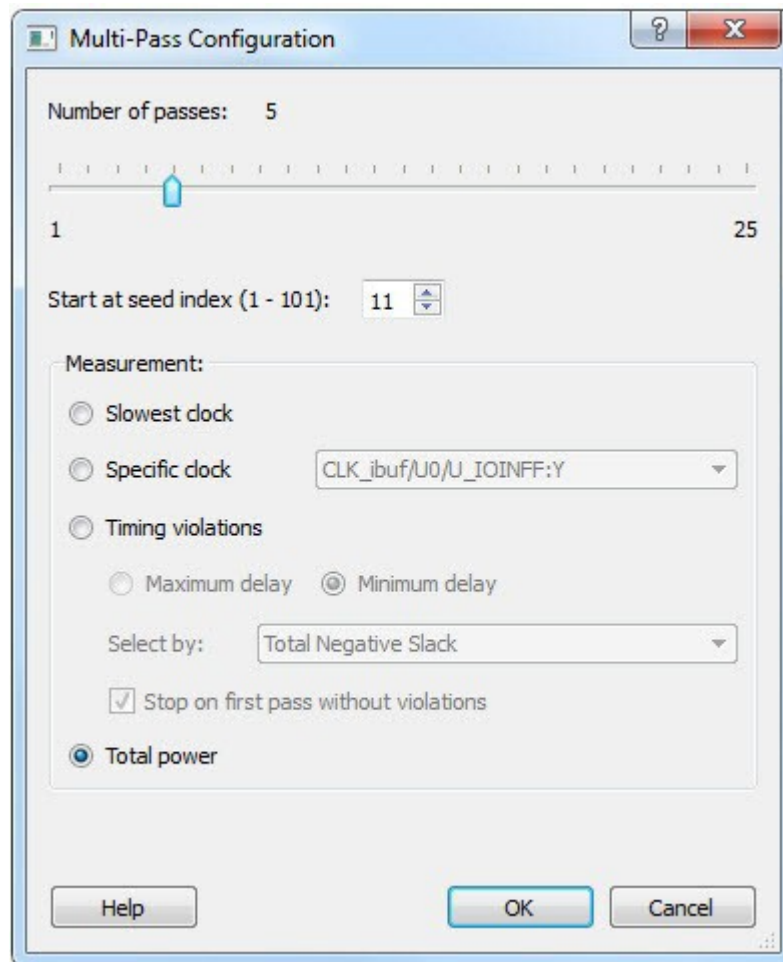 Multi-Pass Configuration
Number of passes: 5
1 25
Start at seed index (1 - 101): 11
Measurement:
Slowest clock
Specific clock CLK_ibuf/U0/U_IOINFF:Y
Timing violations
Maximum delay Minimum delay
Select by: Total Negative Slack
Stop on first pass without violations
Total power
Help OK Cancel